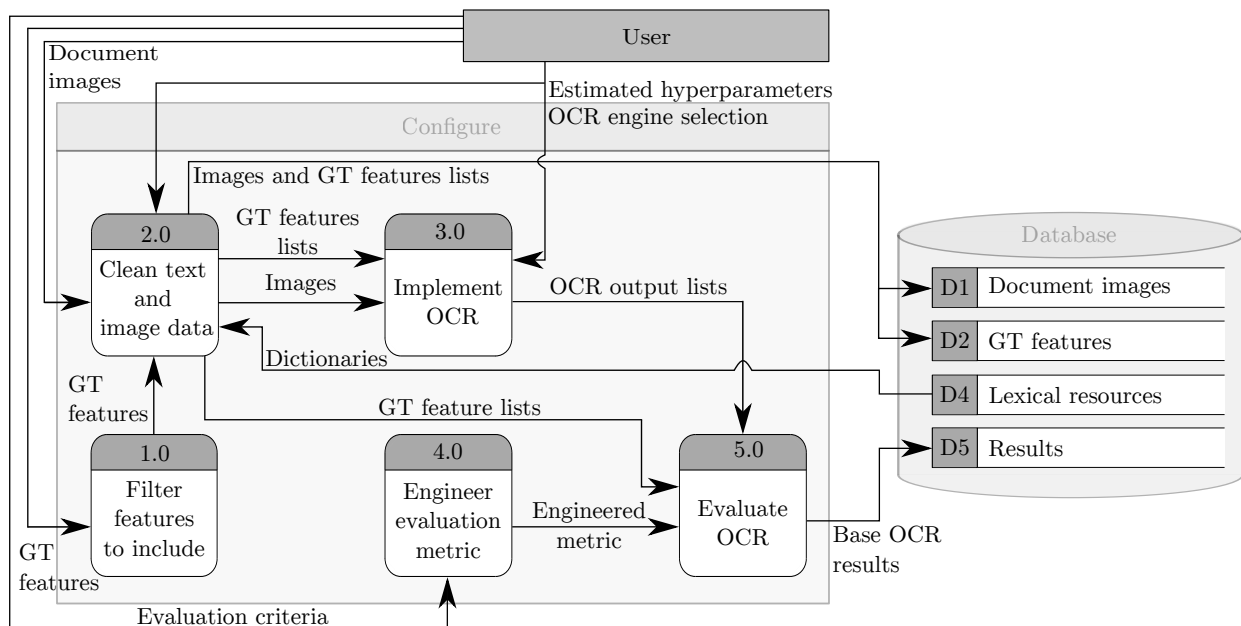 User
Document
images
Estimated hyperparameters
OCR engine selection
Configure
Images and GT features lists
2.0
Clean text
and
image data
GT features
lists
Images
3.0
Implement
OCR
OCR output lists
Dictionaries
Database
D1 Document images
D2 GT features
D4 Lexical resources
D5 Results
GT
features
GT feature lists
1.0
Filter
features
to include
4.0
Engineer
evaluation
metric
Engineered
metric
5.0
Evaluate
OCR
Base OCR
results
GT
features
Evaluation criteria